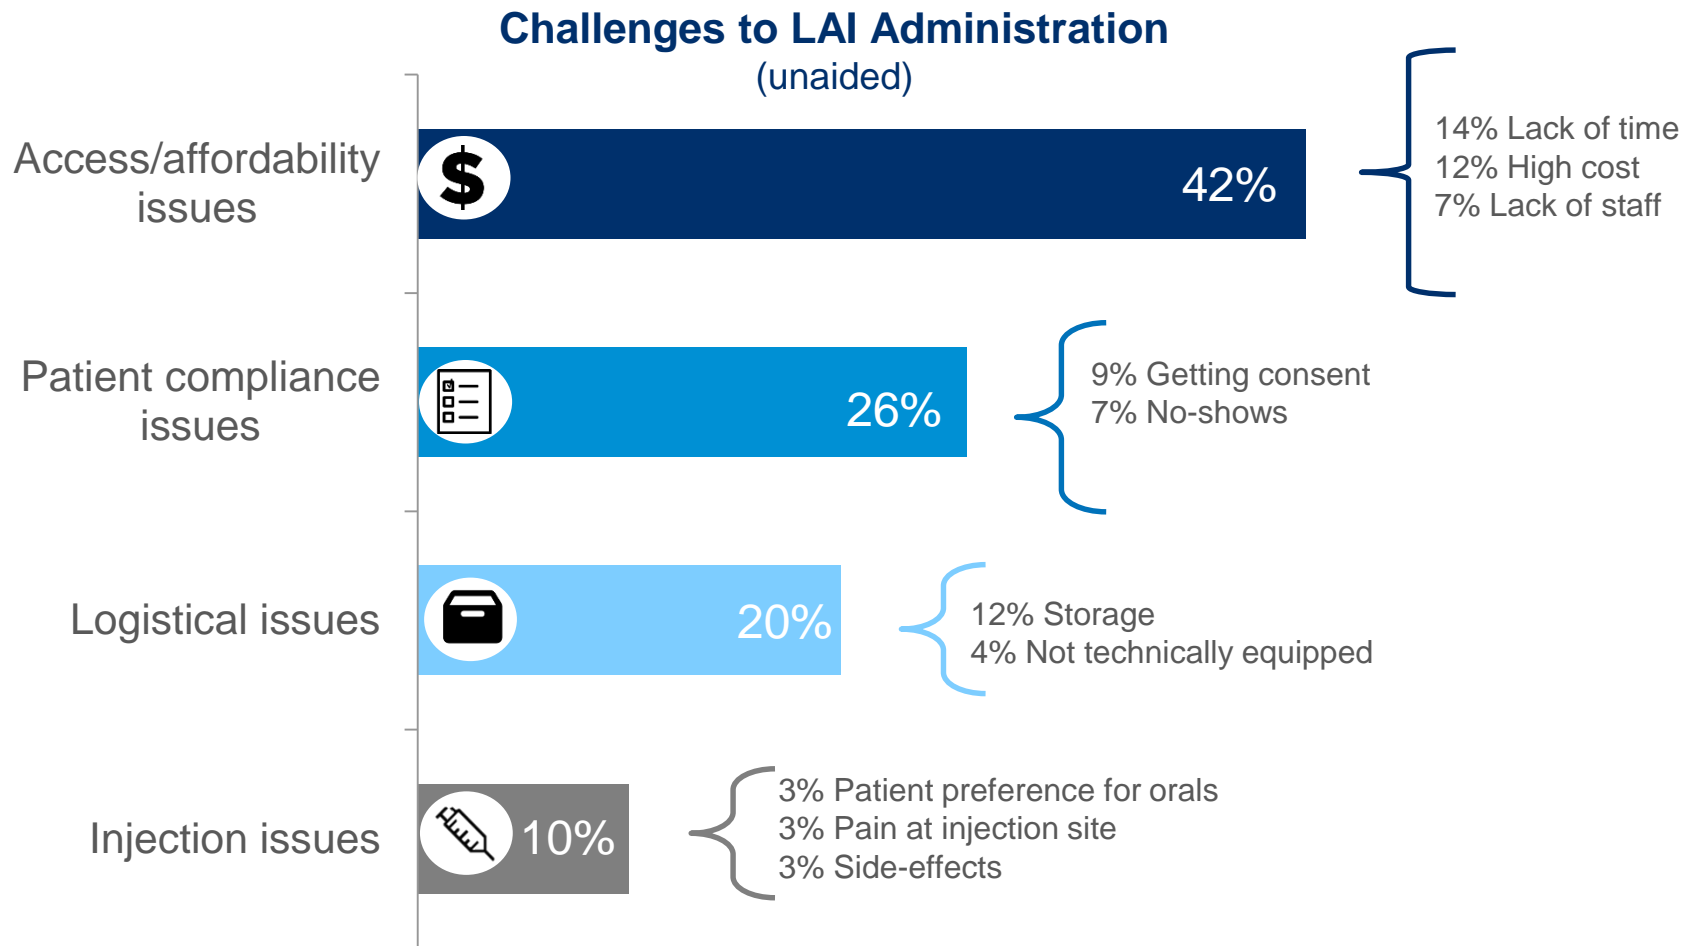 Challenges to LAI Administration
(unaided)
Access/affordability
issues
42%
14% Lack of time
12% High cost
7% Lack of staff
Patient compliance
issues
26%
9% Getting consent
7% No-shows
Logistical issues
20%
12% Storage
4% Not technically equipped
Injection issues
10%
3% Patient preference for orals
3% Pain at injection site
3% Side-effects